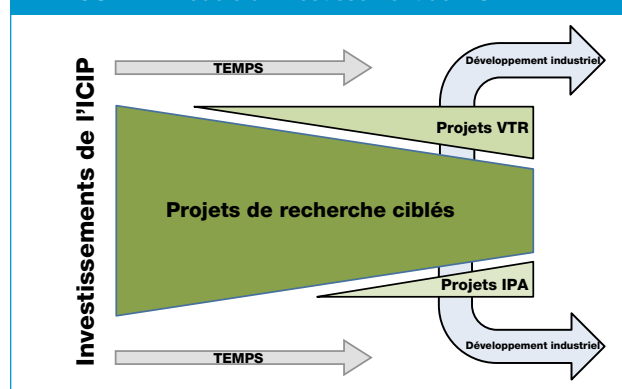 Investissements de l'ICIP
TEMPS
Développement industriel
Projets VTR
Projets de recherche ciblés
Projets IPA
TEMPS
Développement industriel